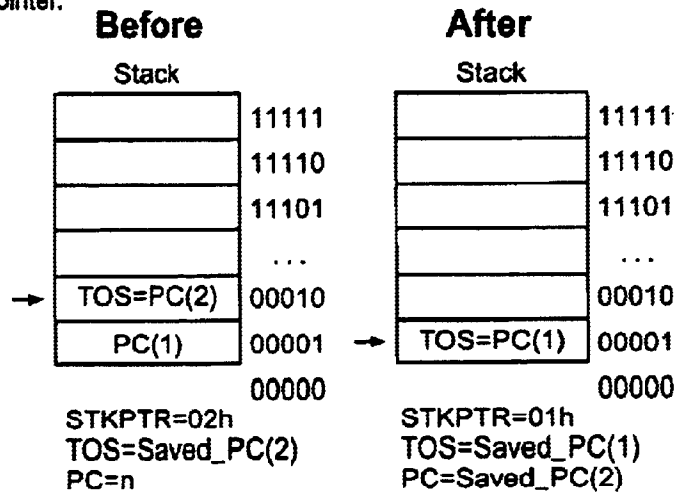 Before
Stack
11111
11110
11101
...
TOS=PC(2) 00010
PC(1) 00001
00000
STKPTR=02h
TOS=Saved_PC(2)
PC=n
After
Stack
11111
11110
11101
...
00010
TOS=PC(1) 00001
00000
STKPTR=01h
TOS=Saved_PC(1)
PC=Saved_PC(2)